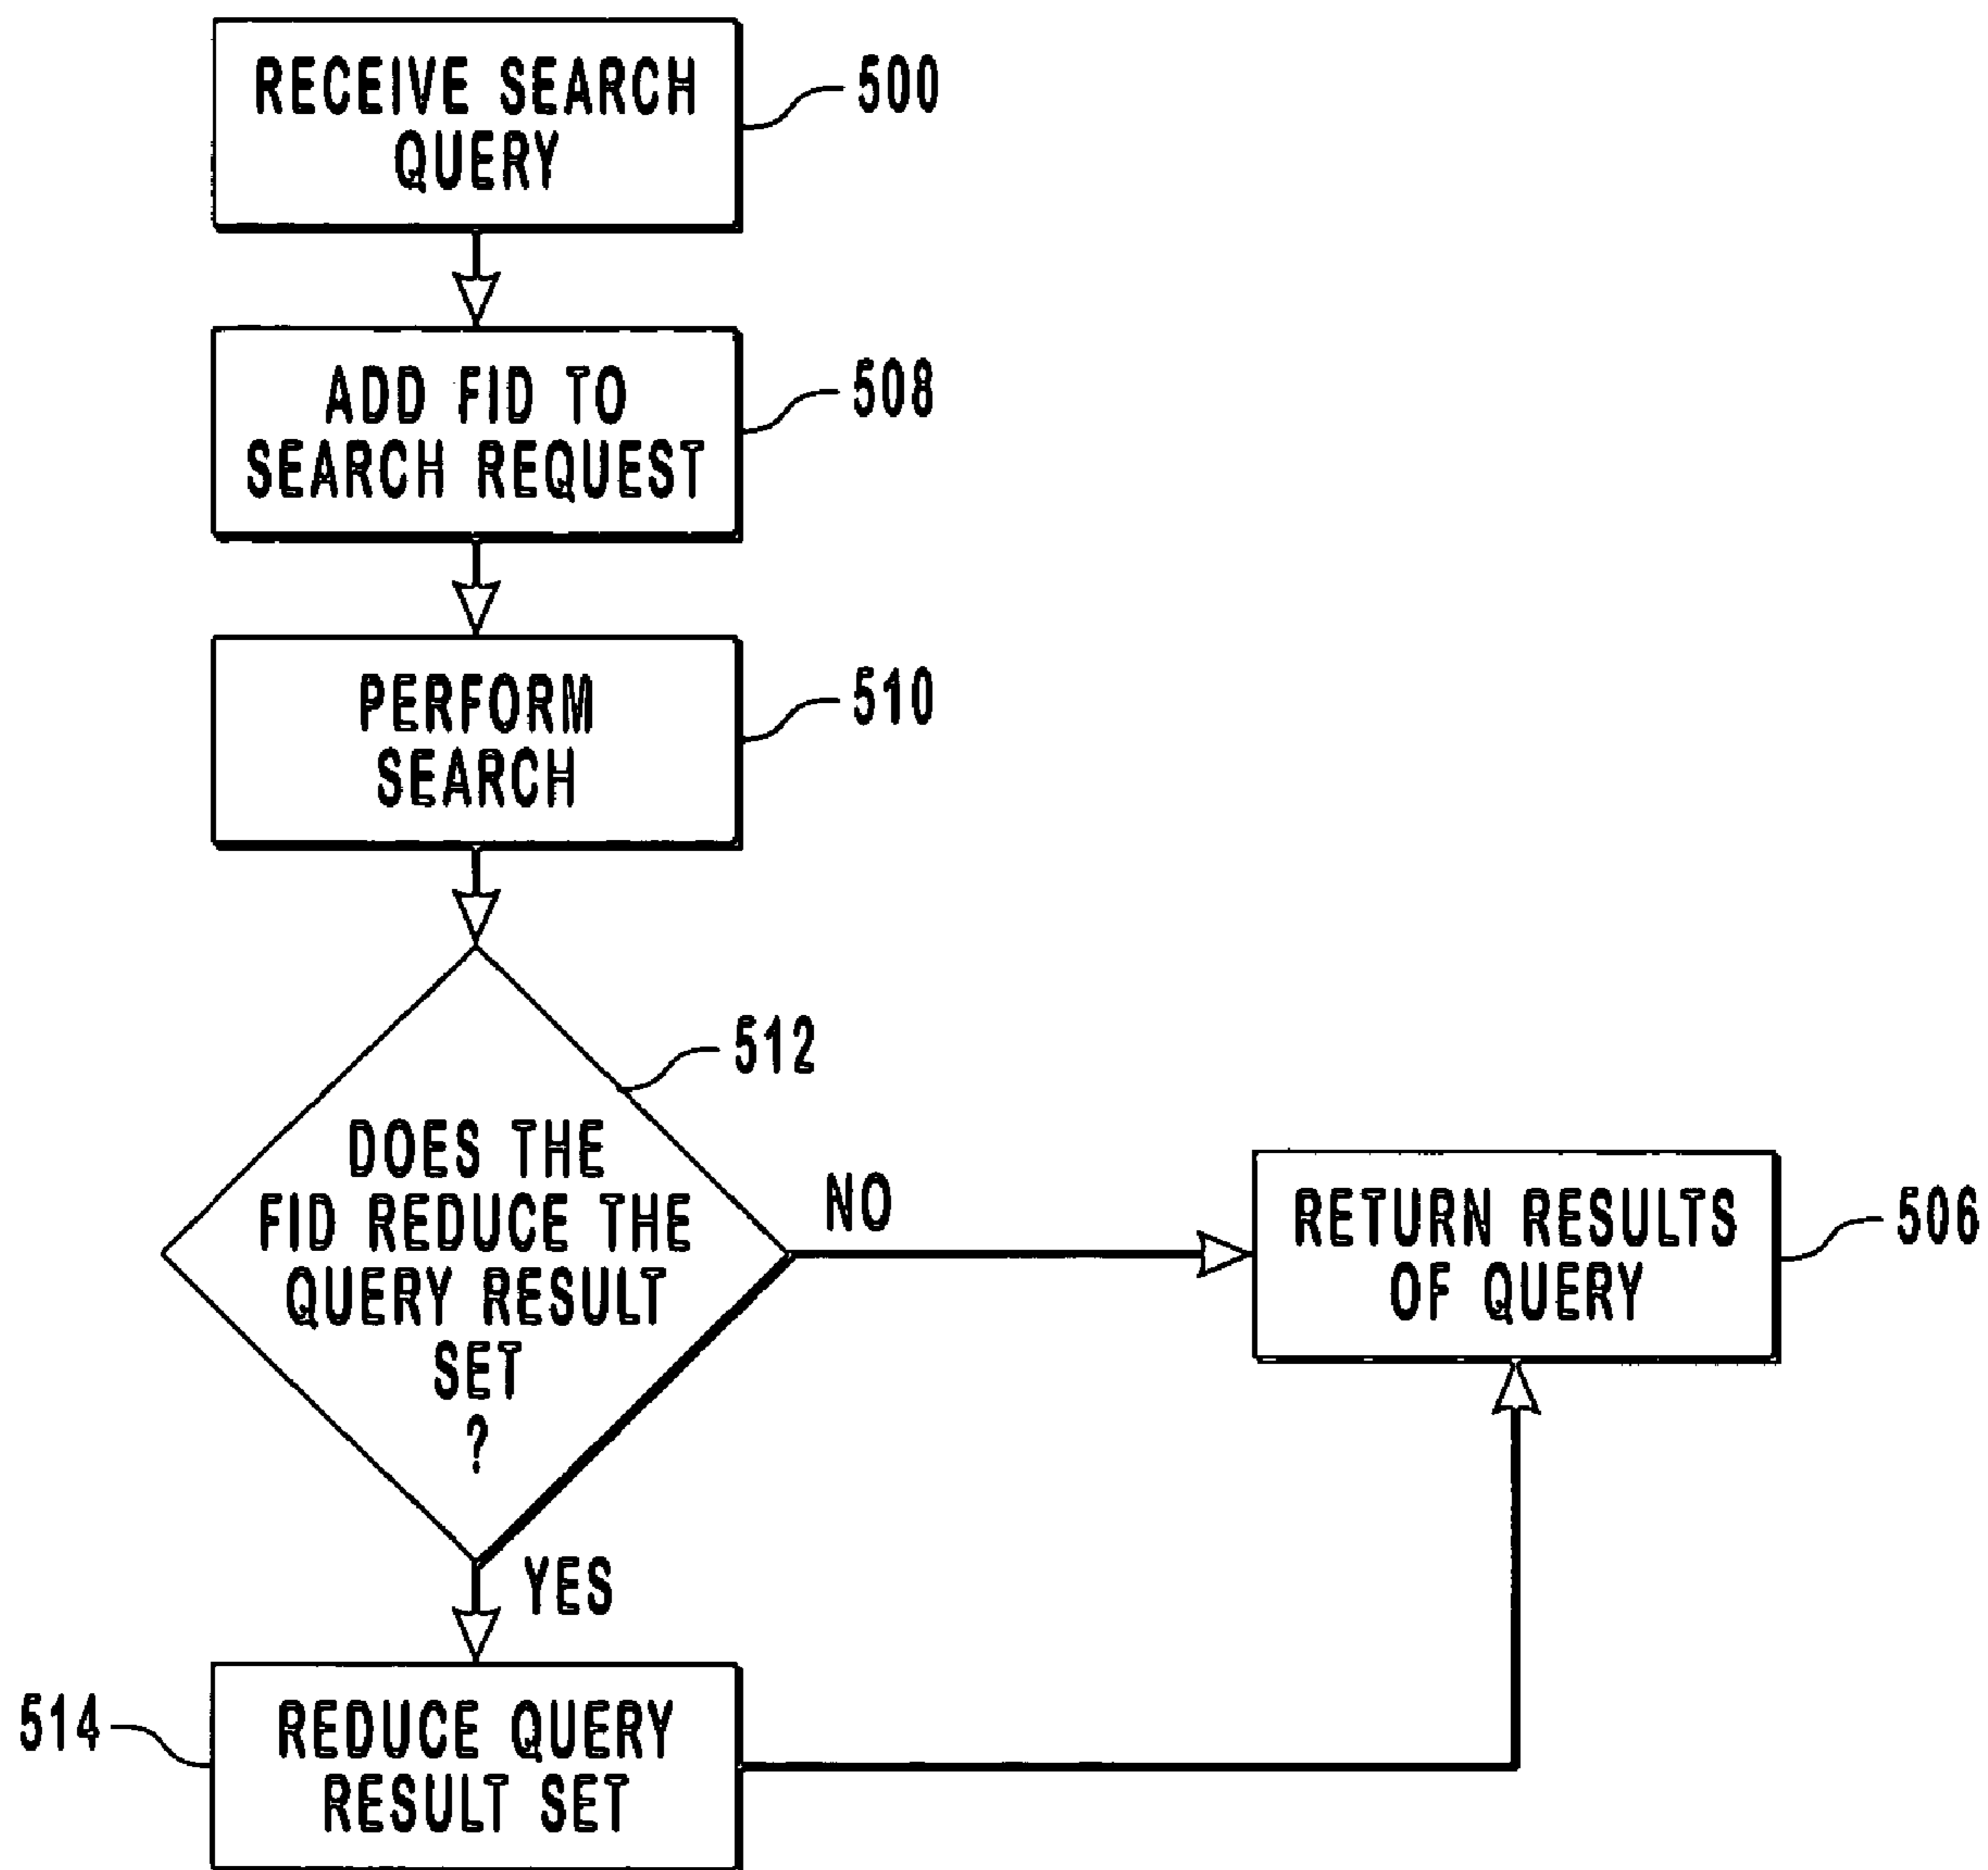 RECEIVE SEARCH
QUERY
500
ADD FID TO
SEARCH REQUEST
508
PERFORM
SEARCH
510
512
DOES THE
FID REDUCE THE
QUERY RESULT
SET
?
NO
RETURN RESULTS
OF QUERY
506
YES
514
REDUCE QUERY
RESULT SET